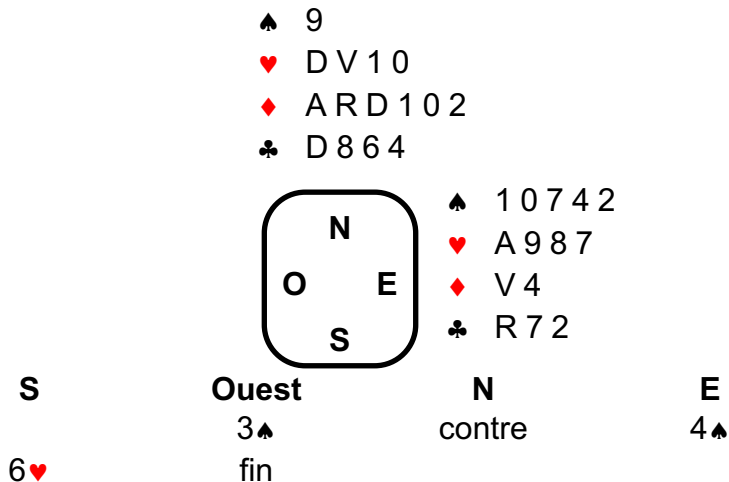 ♠ 9
♥ D V 1 0
♦ A R D 1 0 2
♣ D 8 6 4
♠ 1 0 7 4 2
♥ A 9 8 7
♦ V 4
♣ R 7 2
N
O E
S
S Ouest N E
3♠ contre 4♠
6♥ fin